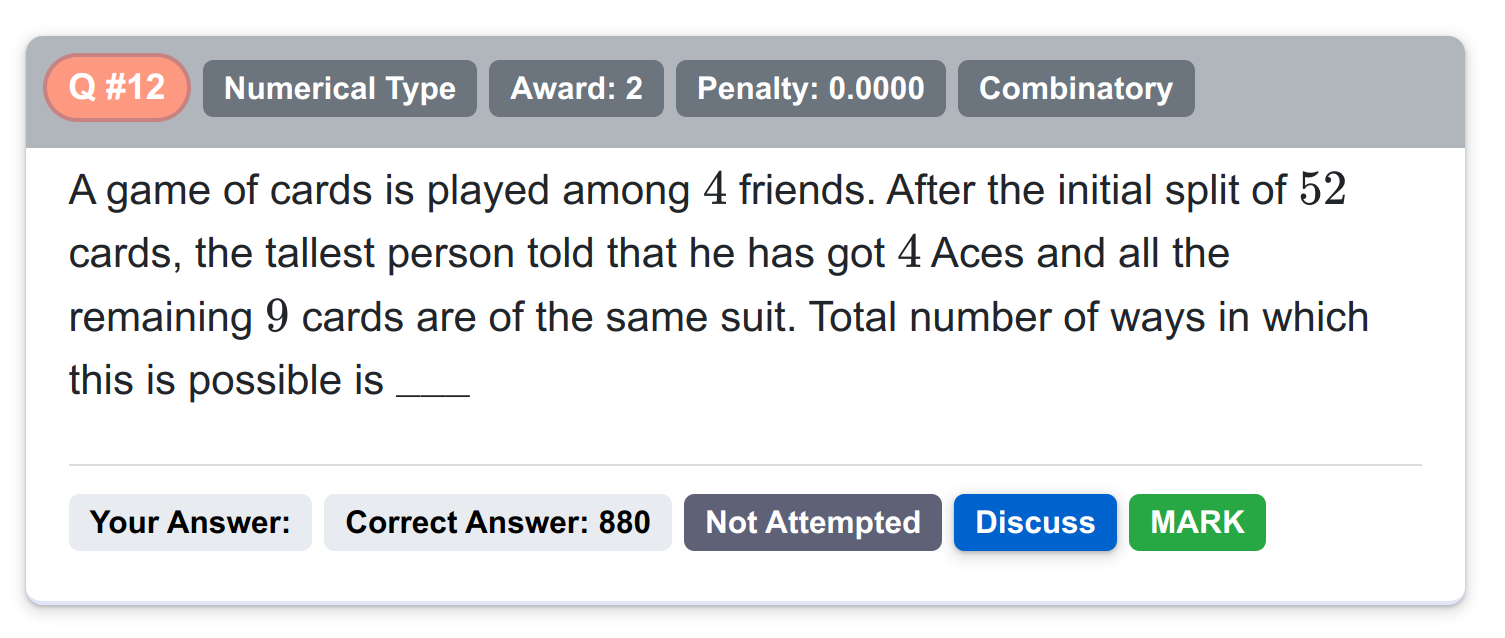 Q #12 Numerical Type Award: 2 Penalty: 0.0000 Combinatory
A game of cards is played among 4 friends. After the initial split of 52
cards, the tallest person told that he has got 4 Aces and all the
remaining 9 cards are of the same suit. Total number of ways in which
this is possible is ___
Your Answer: Correct Answer: 880 Not Attempted Discuss MARK